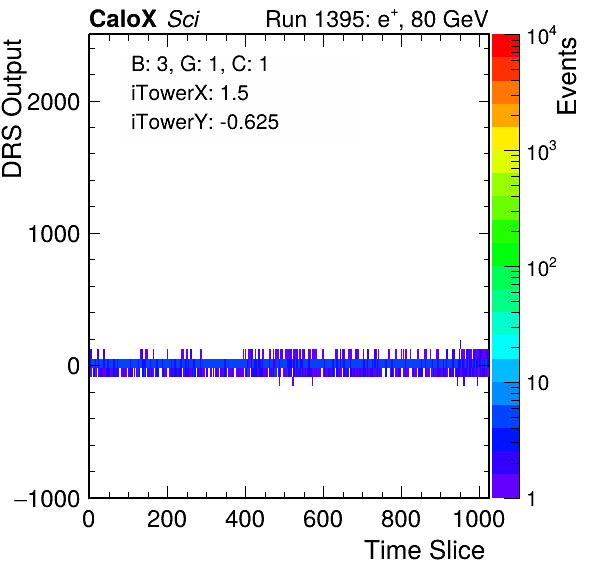 CaloX Sci Run 1395: e+, 80 GeV
B: 3, G: 1, C: 1
iTowerX: 1.5
iTowerY: -0.625
DRS Output
2000
1000
0
−1000
0 200 400 600 800 1000
Time Slice
Events
10^4
10^3
10^2
10
1